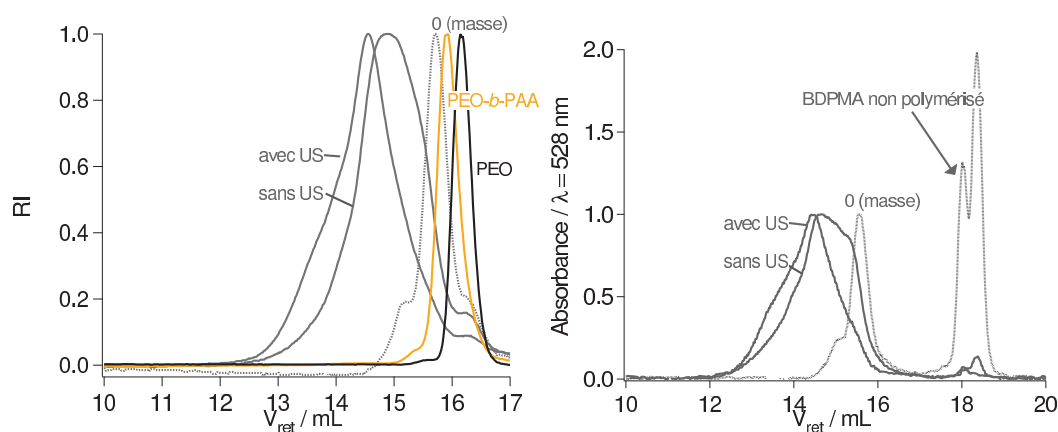 0 (masse)
1.0
0.8
0.6
0.4
0.2
0.0
RI
PEO-b-PAA
avec US
PEO
sans US
10 11 12 13 14 15 16 17
Vret / mL
2.0
1.5
1.0
0.5
0.0
Absorbance / λ = 528 nm
BDPMA non polymérisé
0 (masse)
avec US
sans US
10 12 14 16 18 20
Vret / mL